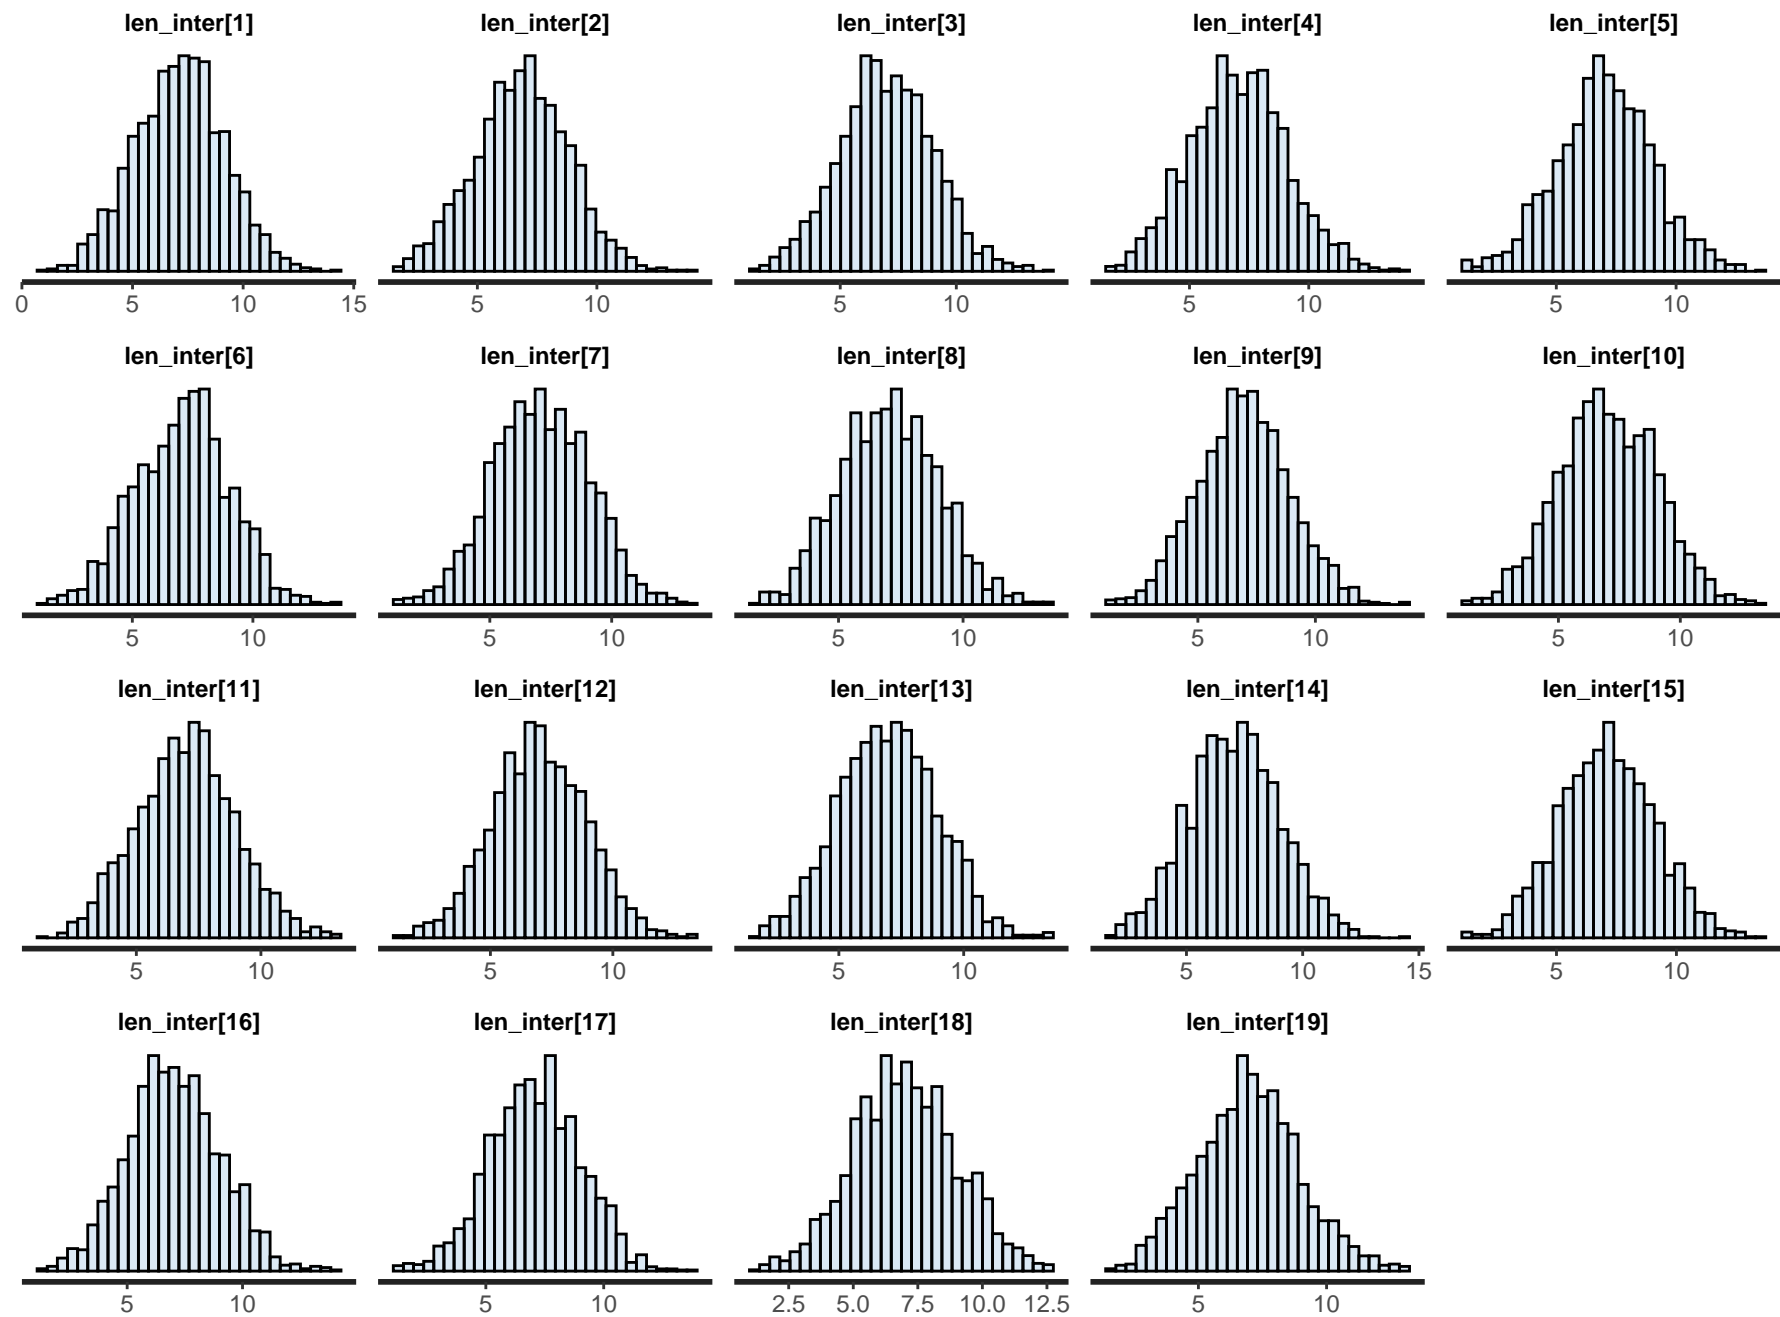 len_inter[1] len_inter[2] len_inter[3] len_inter[4] len_inter[5]
0 5 10 15 5 10 5 10 5 10 5 10
len_inter[6] len_inter[7] len_inter[8] len_inter[9] len_inter[10]
5 10 5 10 5 10 5 10 5 10
len_inter[11] len_inter[12] len_inter[13] len_inter[14] len_inter[15]
5 10 5 10 5 10 5 10 15 5 10
len_inter[16] len_inter[17] len_inter[18] len_inter[19]
5 10 5 10 2.5 5.0 7.5 10.0 12.5 5 10